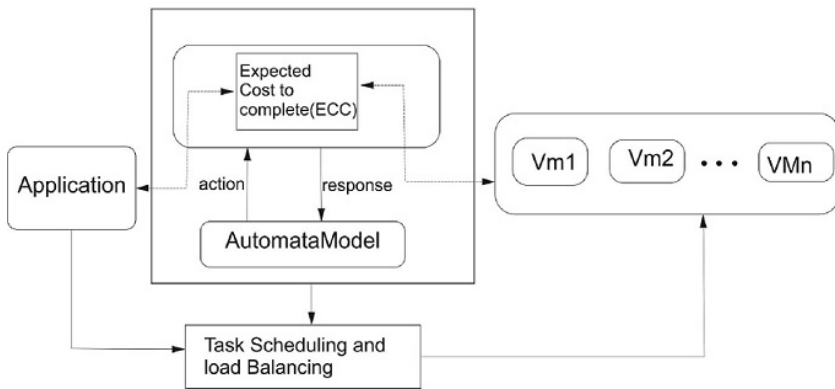 Expected
Cost to
complete(ECC)
Application
action
response
AutomataModel
Vm1
Vm2
• • •
VMn
Task Scheduling and
load Balancing